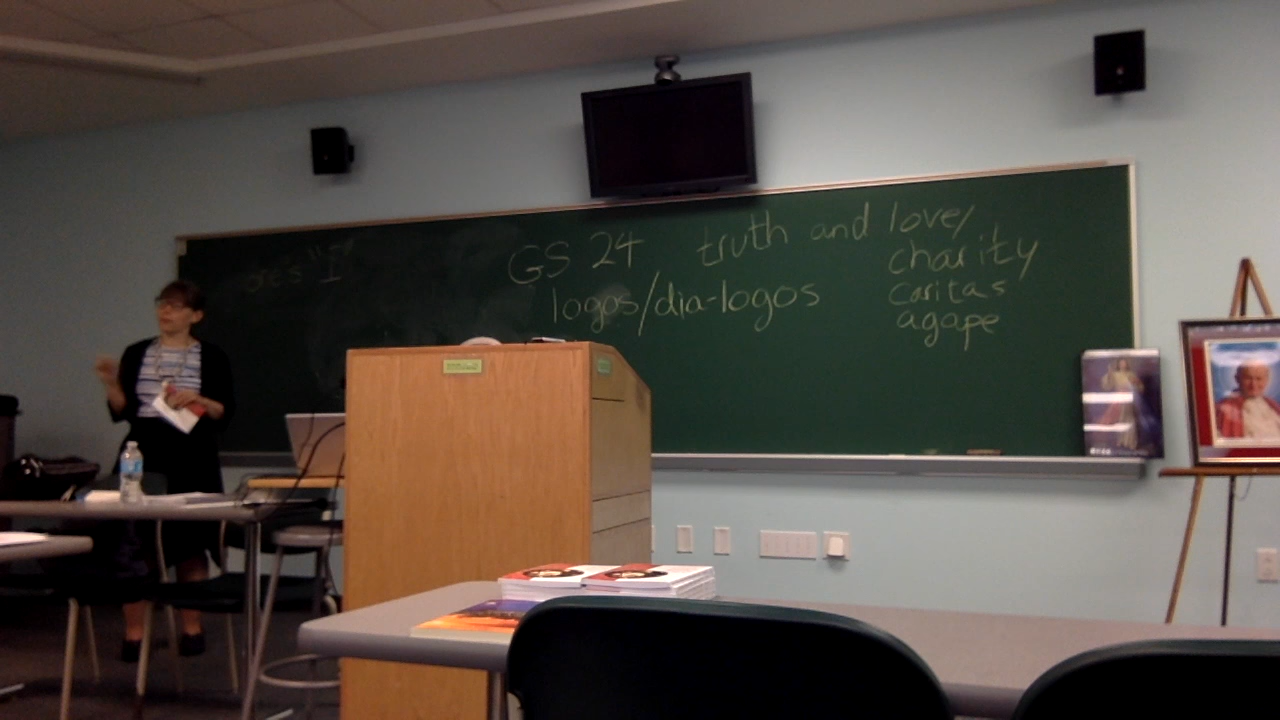 GS 24 truth and love/
charity
logos/dia-logos caritas
agape
"I"